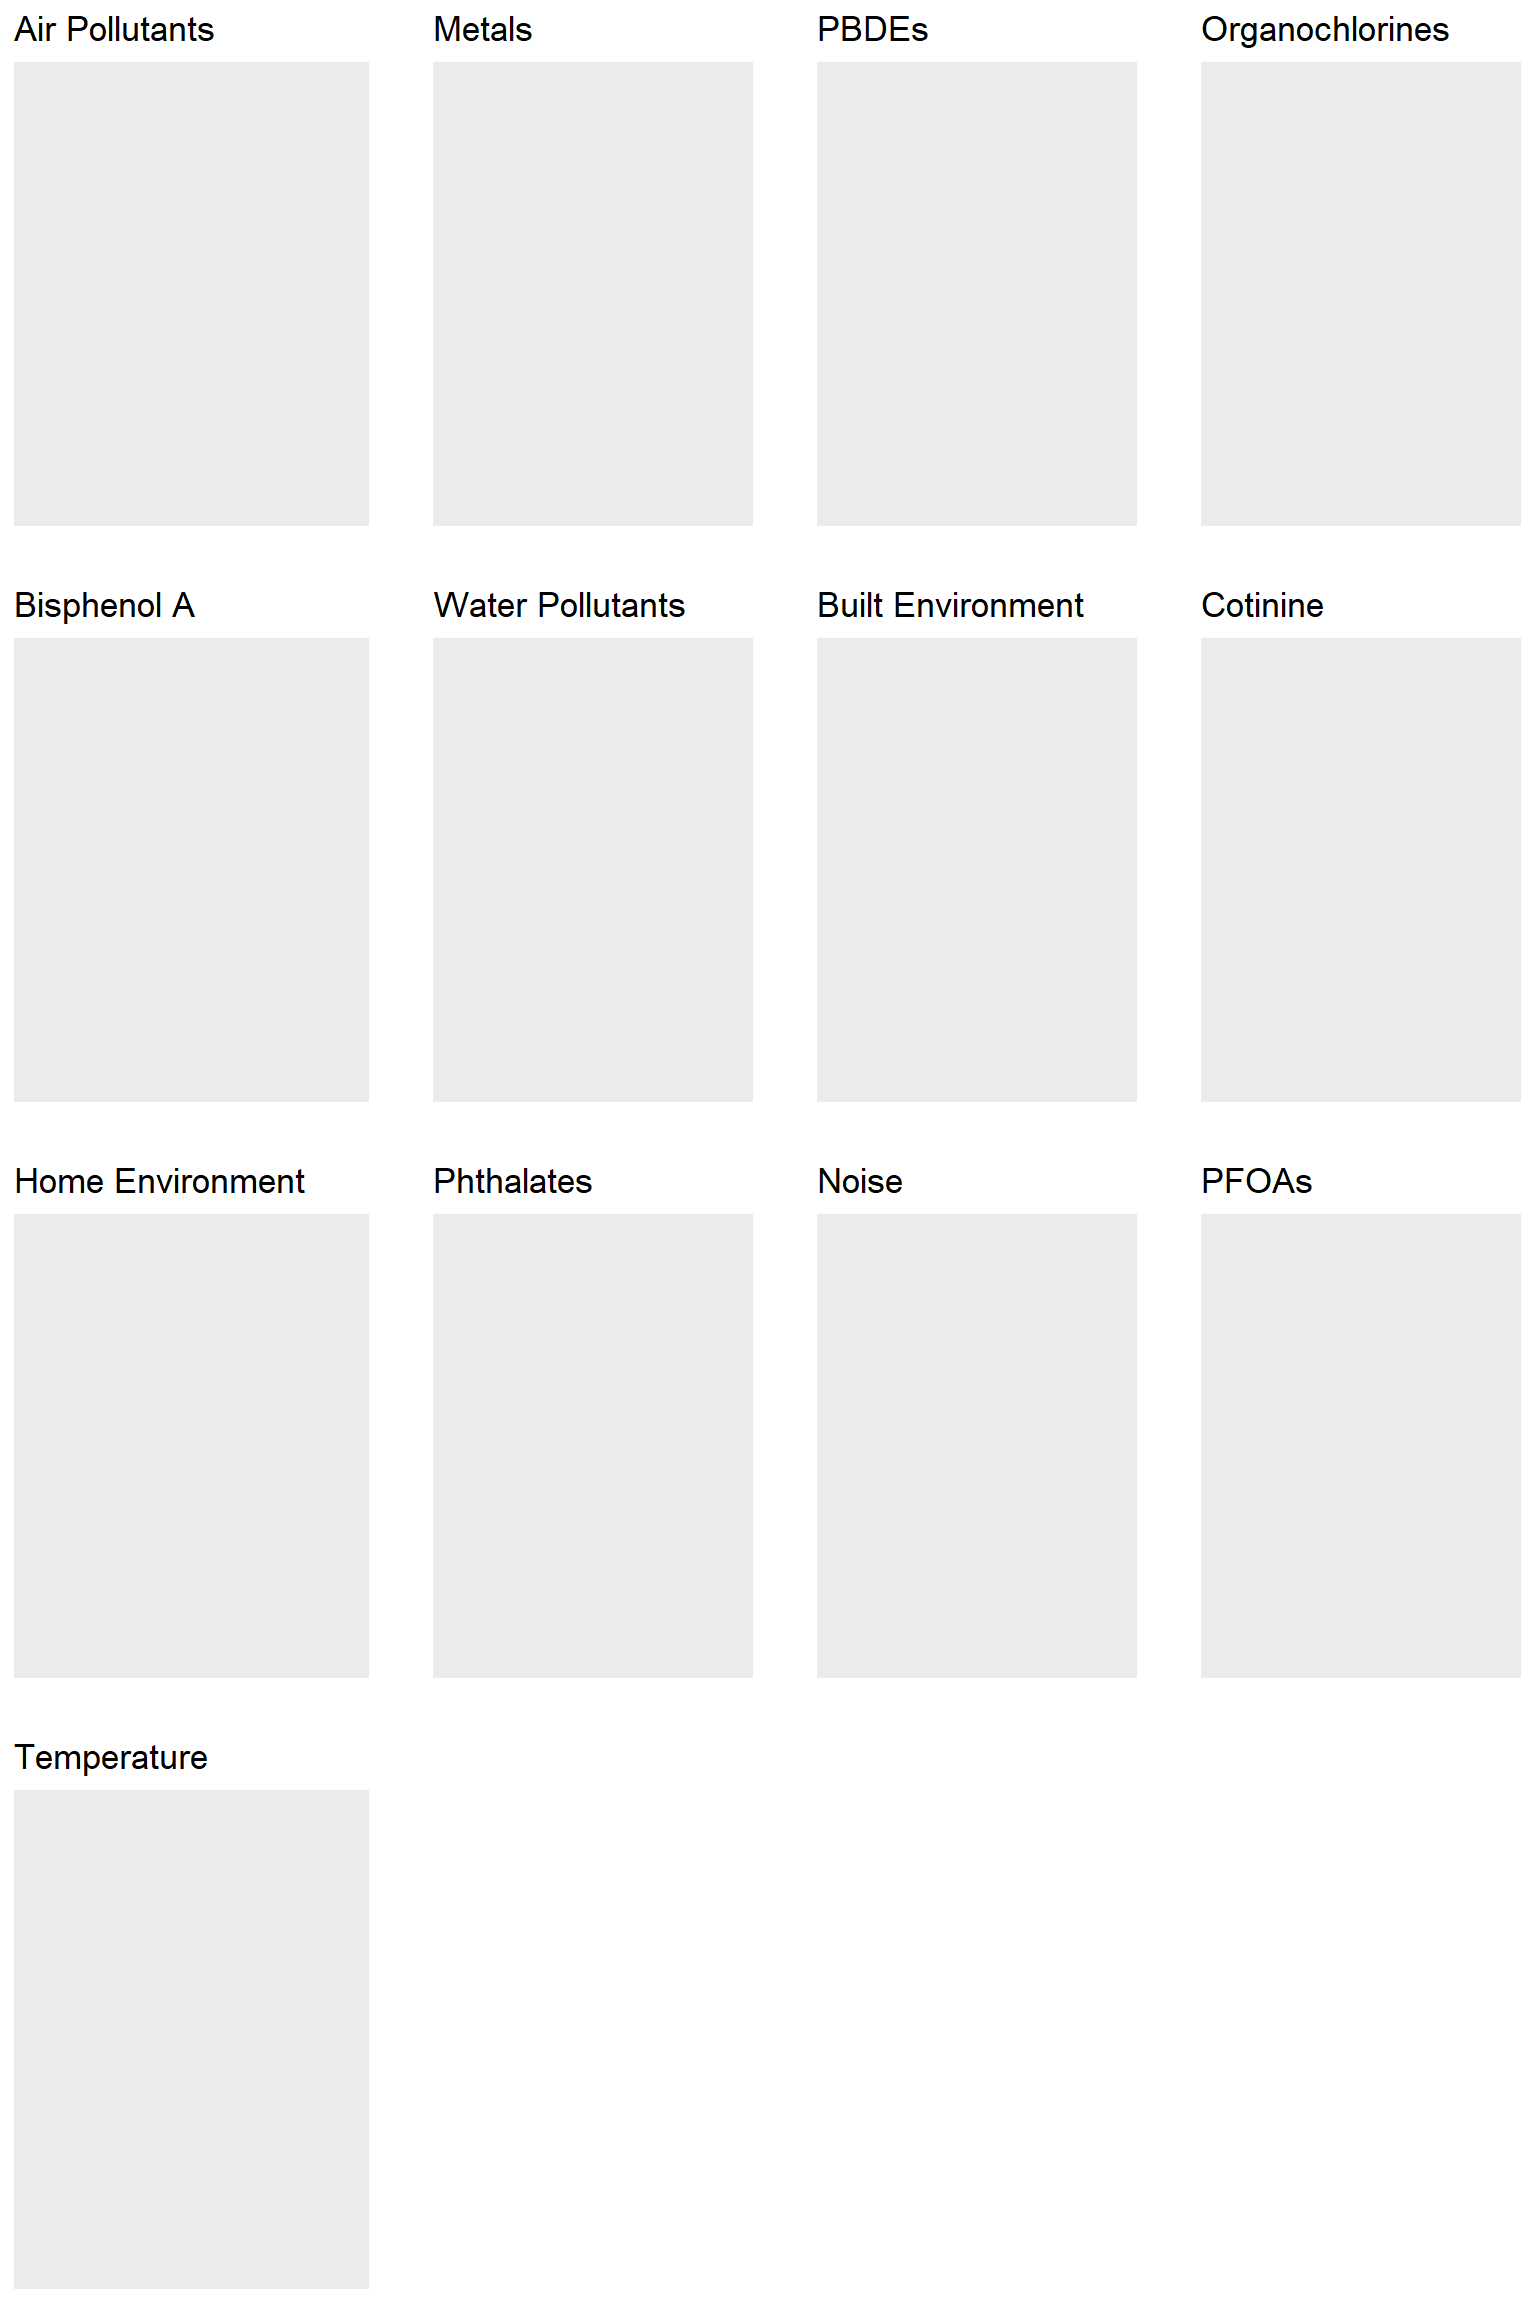 Air Pollutants
Metals
PBDEs
Organochlorines
Bisphenol A
Water Pollutants
Built Environment
Cotinine
Home Environment
Phthalates
Noise
PFOAs
Temperature